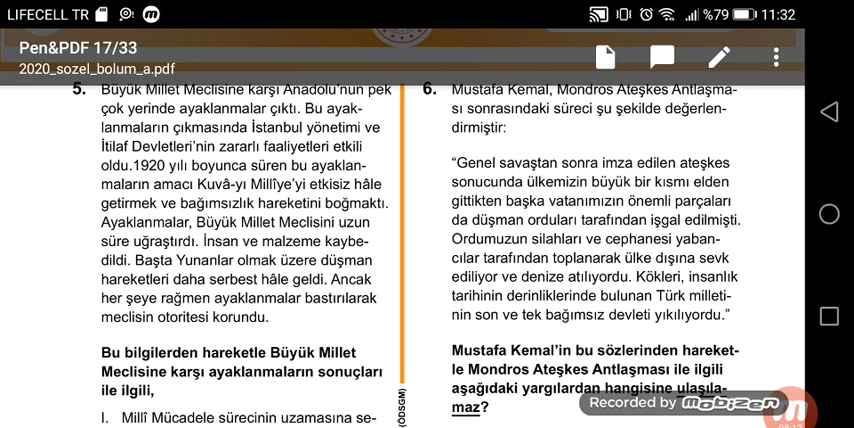 LIFECELL TR
%79 11:32
Pen&PDF 17/33
2020_sozel_bolum_a.pdf
5. Büyük Millet Meclisine karşı Anadolu'nun pek
çok yerinde ayaklanmalar çıktı. Bu ayak-
lanmaların çıkmasında İstanbul yönetimi ve
İtilaf Devletleri'nin zararlı faaliyetleri etkili
oldu.1920 yılı boyunca süren bu ayaklan-
maların amacı Kuvâ-yı Millîye'yi etkisiz hâle
getirmek ve bağımsızlık hareketini boğmaktı.
Ayaklanmalar, Büyük Millet Meclisini uzun
süre uğraştırdı. İnsan ve malzeme kaybe-
dildi. Başta Yunanlar olmak üzere düşman
hareketleri daha serbest hâle geldi. Ancak
her şeye rağmen ayaklanmalar bastırılarak
meclisin otoritesi korundu.
Bu bilgilerden hareketle Büyük Millet
Meclisine karşı ayaklanmaların sonuçları
ile ilgili,
I. Millî Mücadele sürecinin uzamasına se-
(ÖDSGM)
6. Mustafa Kemal, Mondros Ateşkes Antlaşma-
sı sonrasındaki süreci şu şekilde değerlen-
dirmiştir:
“Genel savaştan sonra imza edilen ateşkes
sonucunda ülkemizin büyük bir kısmı elden
gittikten başka vatanımızın önemli parçaları
da düşman orduları tarafından işgal edilmişti.
Ordumuzun silahları ve cephanesi yaban-
cılar tarafından toplanarak ülke dışına sevk
ediliyor ve denize atılıyordu. Kökleri, insanlık
tarihinin derinliklerinde bulunan Türk milleti-
nin son ve tek bağımsız devleti yıkılıyordu.”
Mustafa Kemal'in bu sözlerinden hareket-
le Mondros Ateşkes Antlaşması ile ilgili
aşağıdaki yargılardan hangisine ulaşıla-
maz?
Recorded by Mobizen